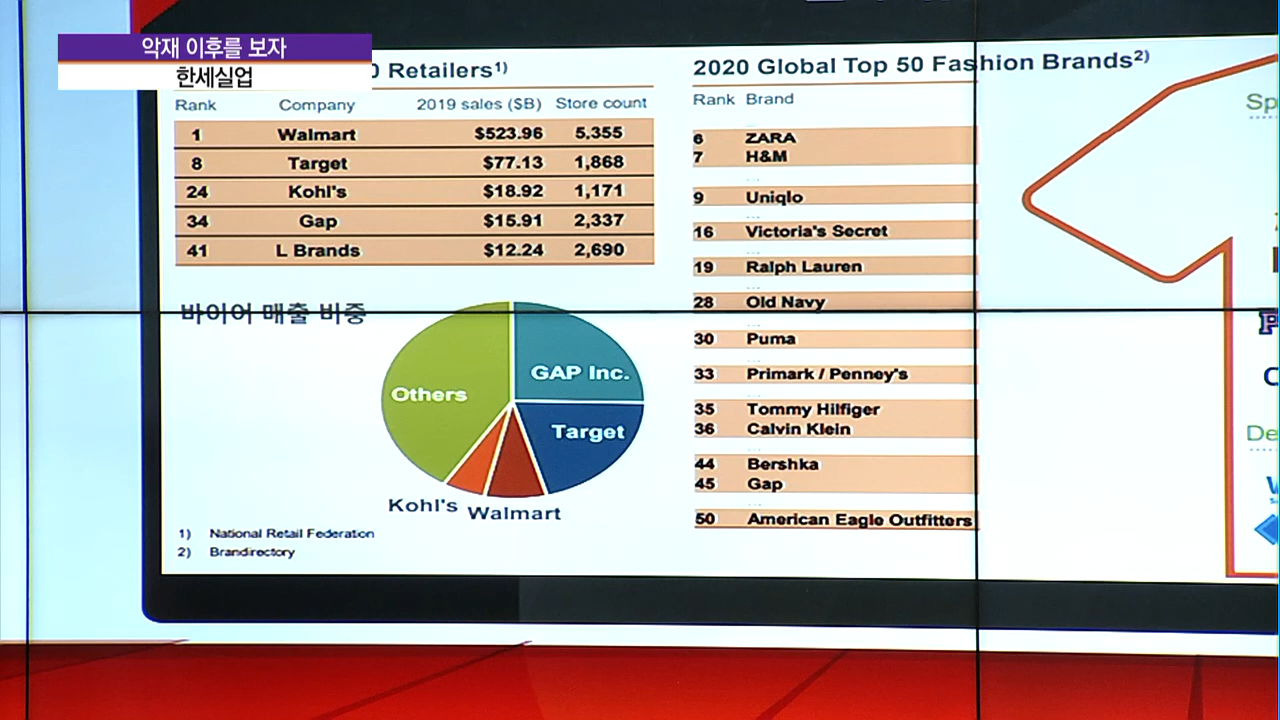 악재 이후를 보자
한세실업
0 Retailers¹⁾
Rank Company 2019 sales ($B) Store count
1 Walmart $523.96 5,355
8 Target $77.13 1,868
24 Kohl's $18.92 1,171
34 Gap $15.91 2,337
41 L Brands $12.24 2,690
바이어 매출 비중
Others
GAP Inc.
Target
Kohl's
Walmart
1) National Retail Federation
2) Brandirectory
2020 Global Top 50 Fashion Brands²⁾
Rank Brand
...
6 ZARA
7 H&M
...
9 Uniqlo
...
16 Victoria's Secret
...
19 Ralph Lauren
...
28 Old Navy
...
30 Puma
...
33 Primark / Penney's
...
35 Tommy Hilfiger
36 Calvin Klein
...
44 Bershka
45 Gap
...
50 American Eagle Outfitters
Sp
De